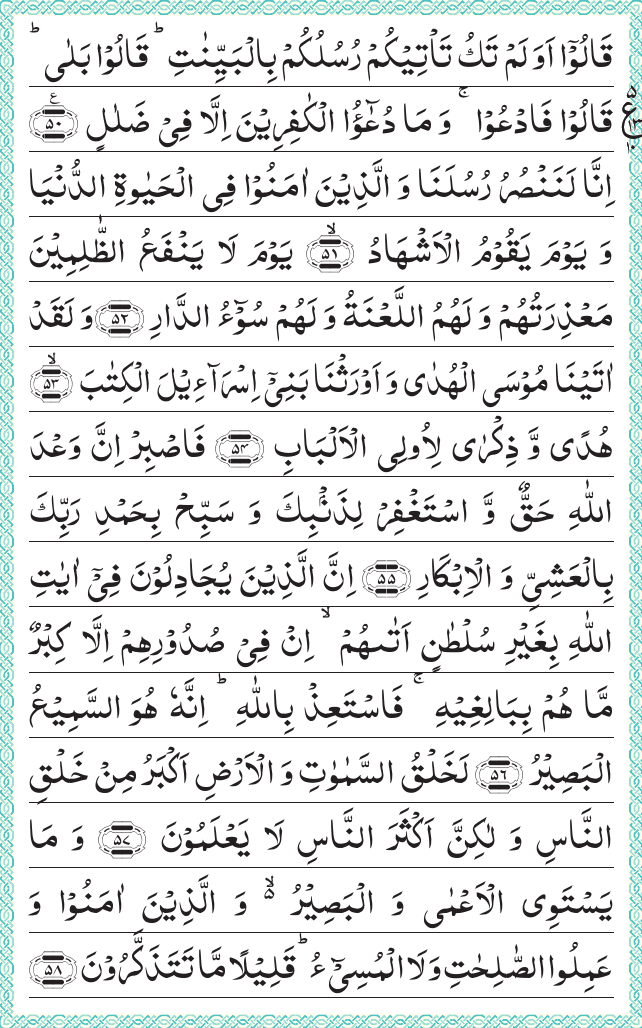 قَالُوۡۤا اَوَلَمۡ تَكُ تَاۡتِيۡكُمۡ رُسُلُكُمۡ بِالۡبَيِّنٰتِ ؕ قَالُوۡا بَلٰى ؕ
قَالُوۡا فَادۡعُوۡا ۚ وَ مَا دُعٰٓؤُا الۡكٰفِرِيۡنَ اِلَّا فِىۡ ضَلٰلٍ ﴿۵۰﴾ ع
اِنَّا لَنَنۡصُرُ رُسُلَنَا وَ الَّذِيۡنَ اٰمَنُوۡا فِى الۡحَيٰوةِ الدُّنۡيَا
وَ يَوۡمَ يَقُوۡمُ الۡاَشۡهَادُ ۙ﴿۵۱﴾ يَوۡمَ لَا يَنۡفَعُ الظّٰلِمِيۡنَ
مَعۡذِرَتُهُمۡ وَ لَهُمُ اللَّعۡنَةُ وَ لَهُمۡ سُوۡٓءُ الدَّارِ ﴿۵۲﴾ وَ لَقَدۡ
اٰتَيۡنَا مُوۡسَى الۡهُدٰى وَ اَوۡرَثۡنَا بَنِىۡۤ اِسۡرَآءِيۡلَ الۡكِتٰبَ ۙ﴿۵۳﴾
هُدًى وَّ ذِكۡرٰى لِاُولِى الۡاَلۡبَابِ ﴿۵۴﴾ فَاصۡبِرۡ اِنَّ وَعۡدَ
اللّٰهِ حَقٌّ وَّ اسۡتَغۡفِرۡ لِذَنۡۢبِكَ وَ سَبِّحۡ بِحَمۡدِ رَبِّكَ
بِالۡعَشِىِّ وَ الۡاِبۡكَارِ ﴿۵۵﴾ اِنَّ الَّذِيۡنَ يُجَادِلُوۡنَ فِىۡۤ اٰيٰتِ
اللّٰهِ بِغَيۡرِ سُلۡطٰنٍ اَتٰٮهُمۡ ۙ اِنۡ فِىۡ صُدُوۡرِهِمۡ اِلَّا كِبۡرٌ
مَّا هُمۡ بِبَالِغِيۡهِ ۚ فَاسۡتَعِذۡ بِاللّٰهِ ؕ اِنَّهٗ هُوَ السَّمِيۡعُ
الۡبَصِيۡرُ ﴿۵۶﴾ لَخَلۡقُ السَّمٰوٰتِ وَ الۡاَرۡضِ اَكۡبَرُ مِنۡ خَلۡقِ
النَّاسِ وَ لٰكِنَّ اَكۡثَرَ النَّاسِ لَا يَعۡلَمُوۡنَ ﴿۵۷﴾ وَ مَا
يَسۡتَوِى الۡاَعۡمٰى وَ الۡبَصِيۡرُ ۙ۬ وَ الَّذِيۡنَ اٰمَنُوۡا وَ
عَمِلُوا الصّٰلِحٰتِ وَ لَا الۡمُسِىۡٓءُ ؕ قَلِيۡلًا مَّا تَتَذَكَّرُوۡنَ ﴿۵۸﴾